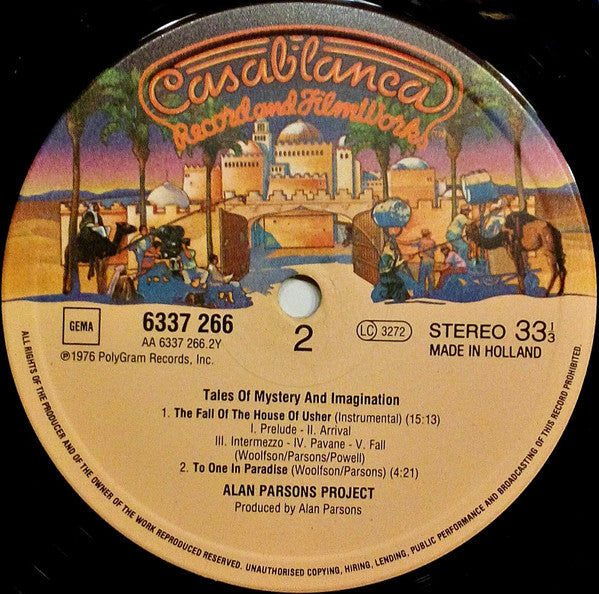 Casablanca
Record and FilmWorks
GEMA
6337 266
AA 6337 266.2Y
℗1976 PolyGram Records, Inc.
2
LC 3272
STEREO 33 1/3
MADE IN HOLLAND
Tales Of Mystery And Imagination
1. The Fall Of The House Of Usher (Instrumental) (15:13)
I. Prelude - II. Arrival
III. Intermezzo - IV. Pavane - V. Fall
(Woolfson/Parsons/Powell)
2. To One In Paradise (Woolfson/Parsons) (4:21)
ALAN PARSONS PROJECT
Produced by Alan Parsons
ALL RIGHTS OF THE PRODUCER AND OF THE OWNER OF THE WORK REPRODUCED RESERVED. UNAUTHORISED COPYING, HIRING, LENDING, PUBLIC PERFORMANCE AND BROADCASTING OF THIS RECORD PROHIBITED.